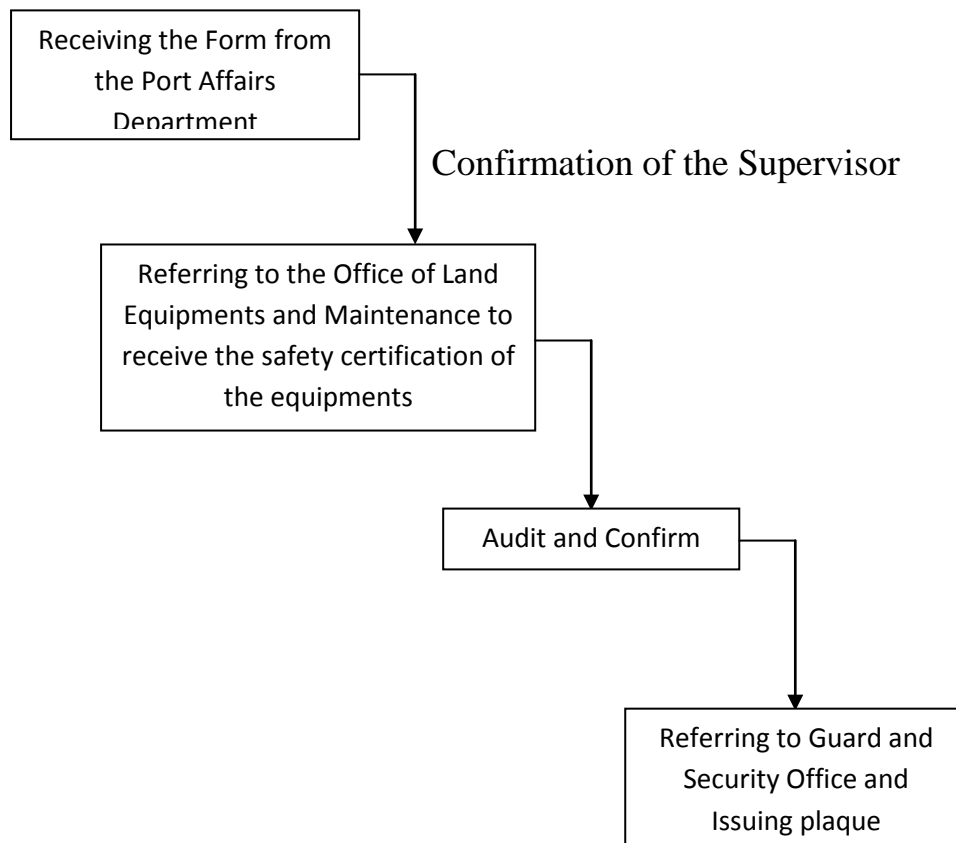 Receiving the Form from
the Port Affairs
Department
Confirmation of the Supervisor
Referring to the Office of Land
Equipments and Maintenance to
receive the safety certification of
the equipments
Audit and Confirm
Referring to Guard and
Security Office and
Issuing plaque